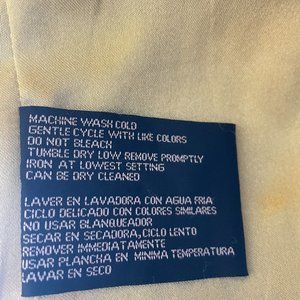 MACHINE WASH COLD
GENTLE CYCLE WITH LIKE COLORS
DO NOT BLEACH
TUMBLE DRY LOW REMOVE PROMPTLY
IRON AT LOWEST SETTING
CAN BE DRY CLEANED
LAVER EN LAVADORA CON AGUA FRIA
CICLO DELICADO CON COLORES SIMILARES
NO USAR BLANQUEADOR
SECAR EN SECADORA, CICLO LENTO
REMOVER IMMEDIATAMENTE
USAR PLANCHA EN MINIMA TEMPERATURA
LAVAR EN SECO